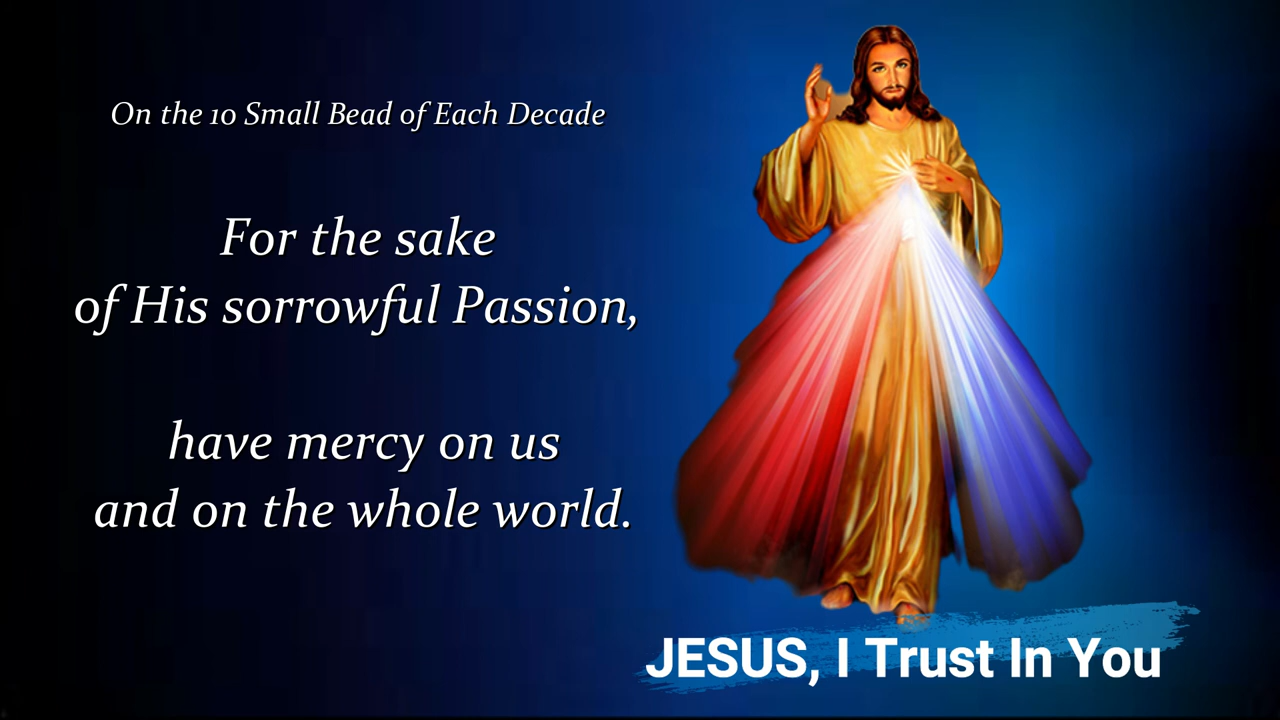 On the 10 Small Bead of Each Decade
For the sake
of His sorrowful Passion,
have mercy on us
and on the whole world.
JESUS, I Trust In You